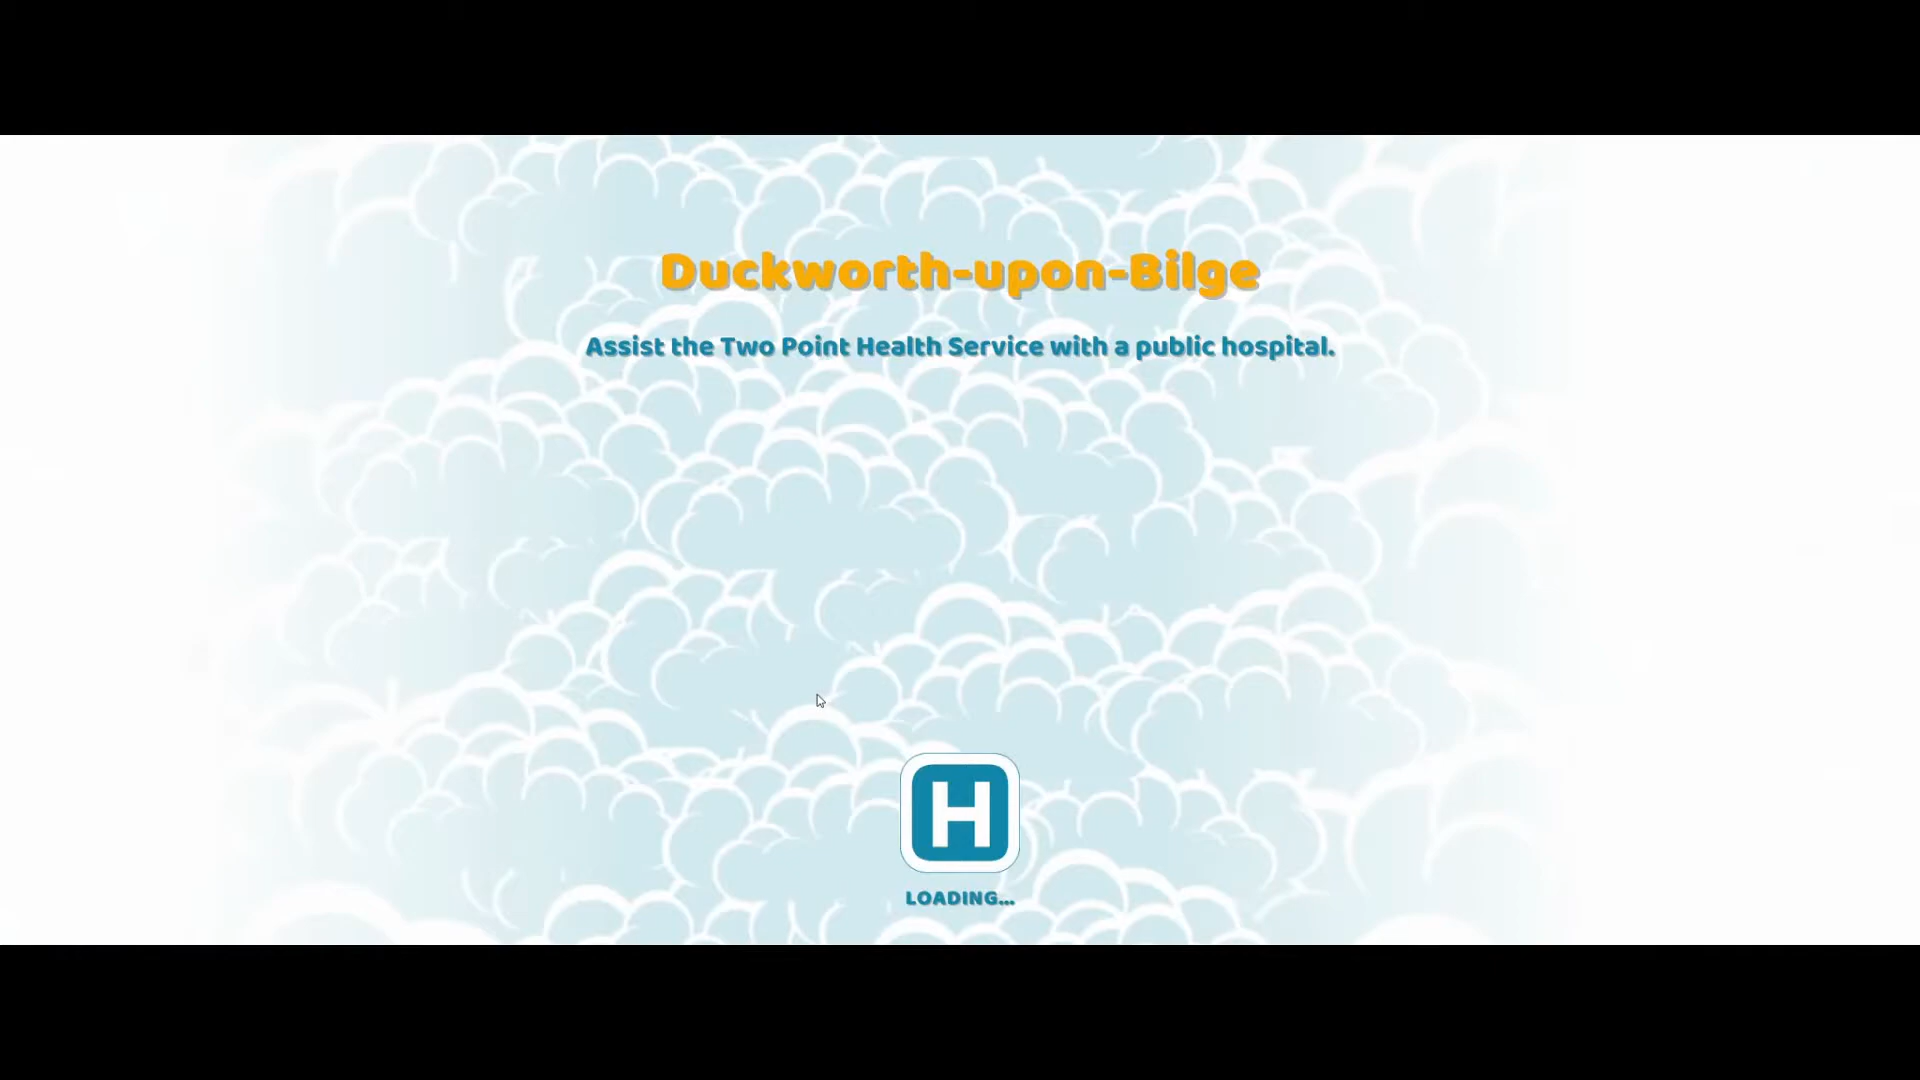 Duckworth-upon-Bilge
Assist the Two Point Health Service with a public hospital.
H
LOADING...